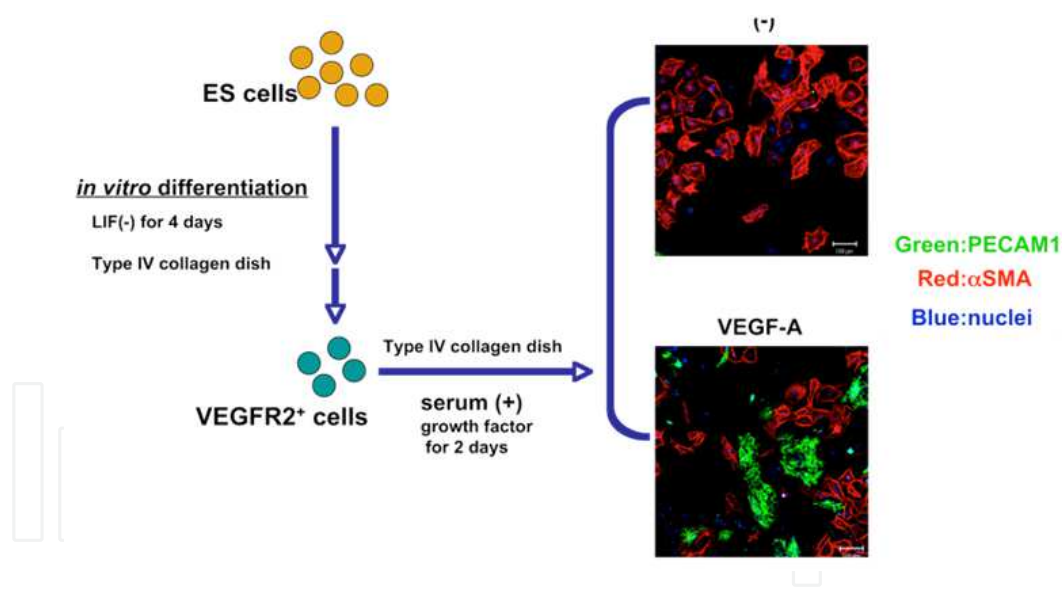 (-)
ES cells
in vitro differentiation
LIF(-) for 4 days
Type IV collagen dish
Green:PECAM1
Red:αSMA
Blue:nuclei
VEGF-A
Type IV collagen dish
VEGFR2⁺ cells
serum (+)
growth factor
for 2 days